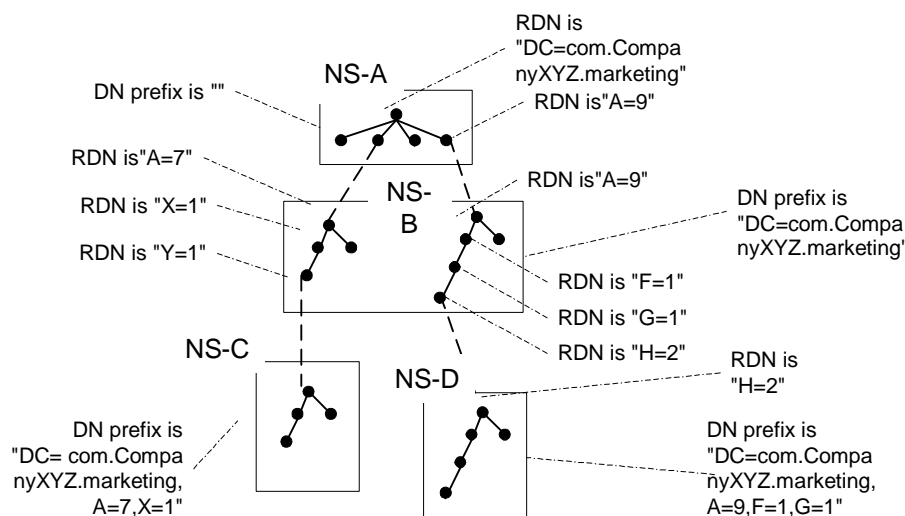 RDN is
"DC=com.Compa
nyXYZ.marketing"
NS-A
DN prefix is ""
RDN is"A=9"
RDN is"A=7"
NS-
B
RDN is"A=9"
RDN is "X=1"
DN prefix is
"DC=com.Compa
nyXYZ.marketing"
RDN is "Y=1"
RDN is "F=1"
RDN is "G=1"
RDN is "H=2"
NS-C
NS-D
RDN is
"H=2"
DN prefix is
"DC= com.Compa
nyXYZ.marketing,
A=7,X=1"
DN prefix is
"DC=com.Compa
nyXYZ.marketing,
A=9,F=1,G=1"